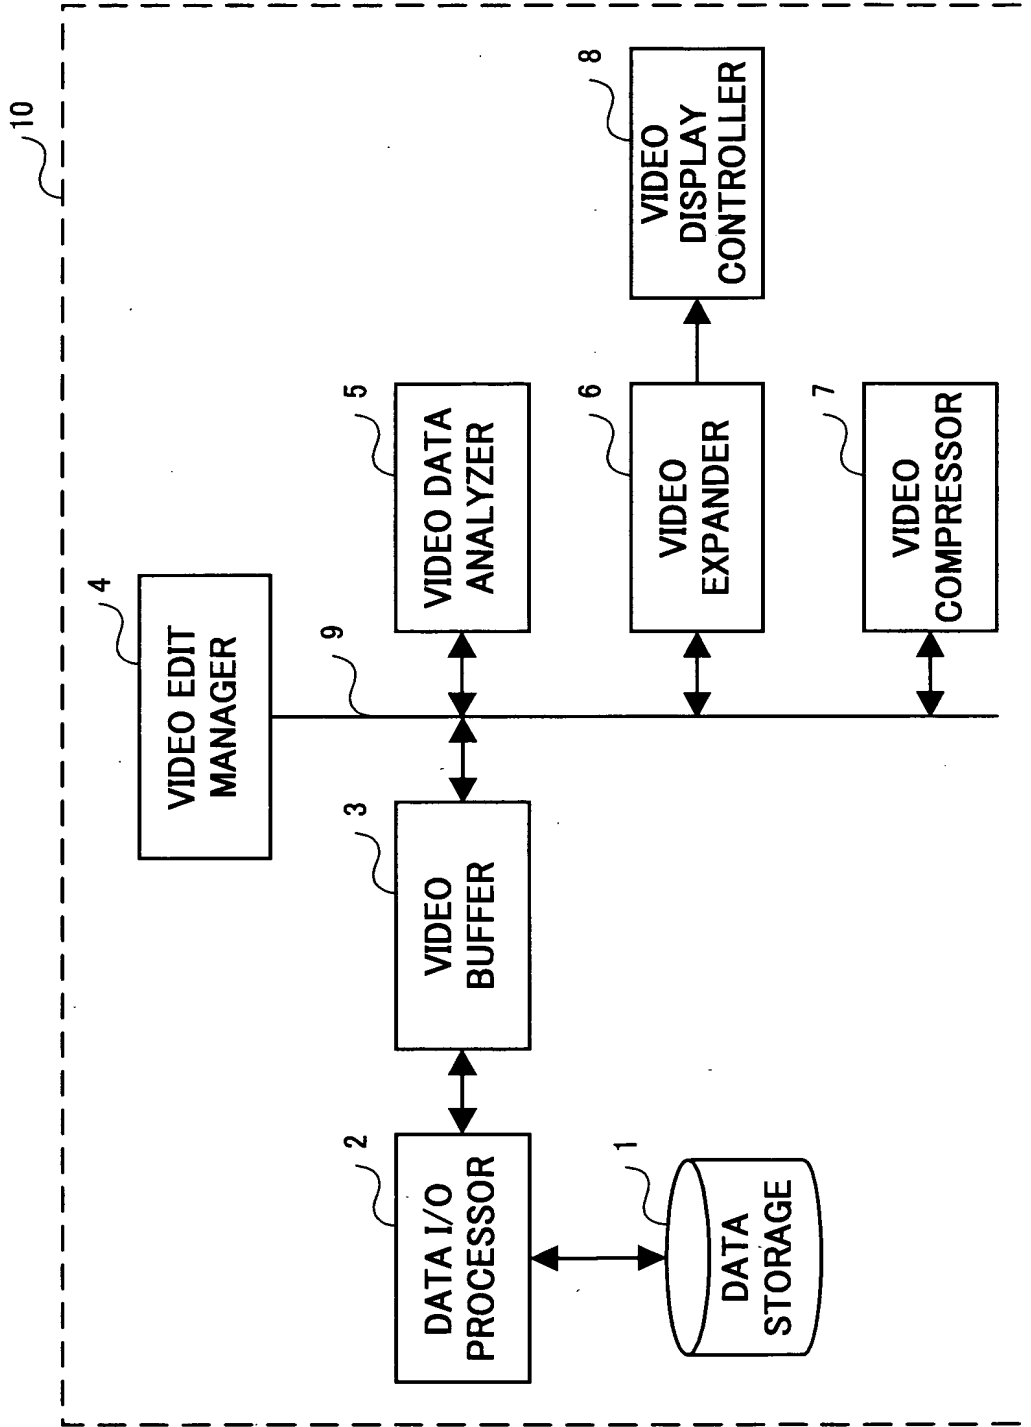 10
4
VIDEO EDIT
MANAGER
9
2
DATA I/O
PROCESSOR
3
VIDEO
BUFFER
5
VIDEO DATA
ANALYZER
1
DATA
STORAGE
6
VIDEO
EXPANDER
8
VIDEO
DISPLAY
CONTROLLER
7
VIDEO
COMPRESSOR